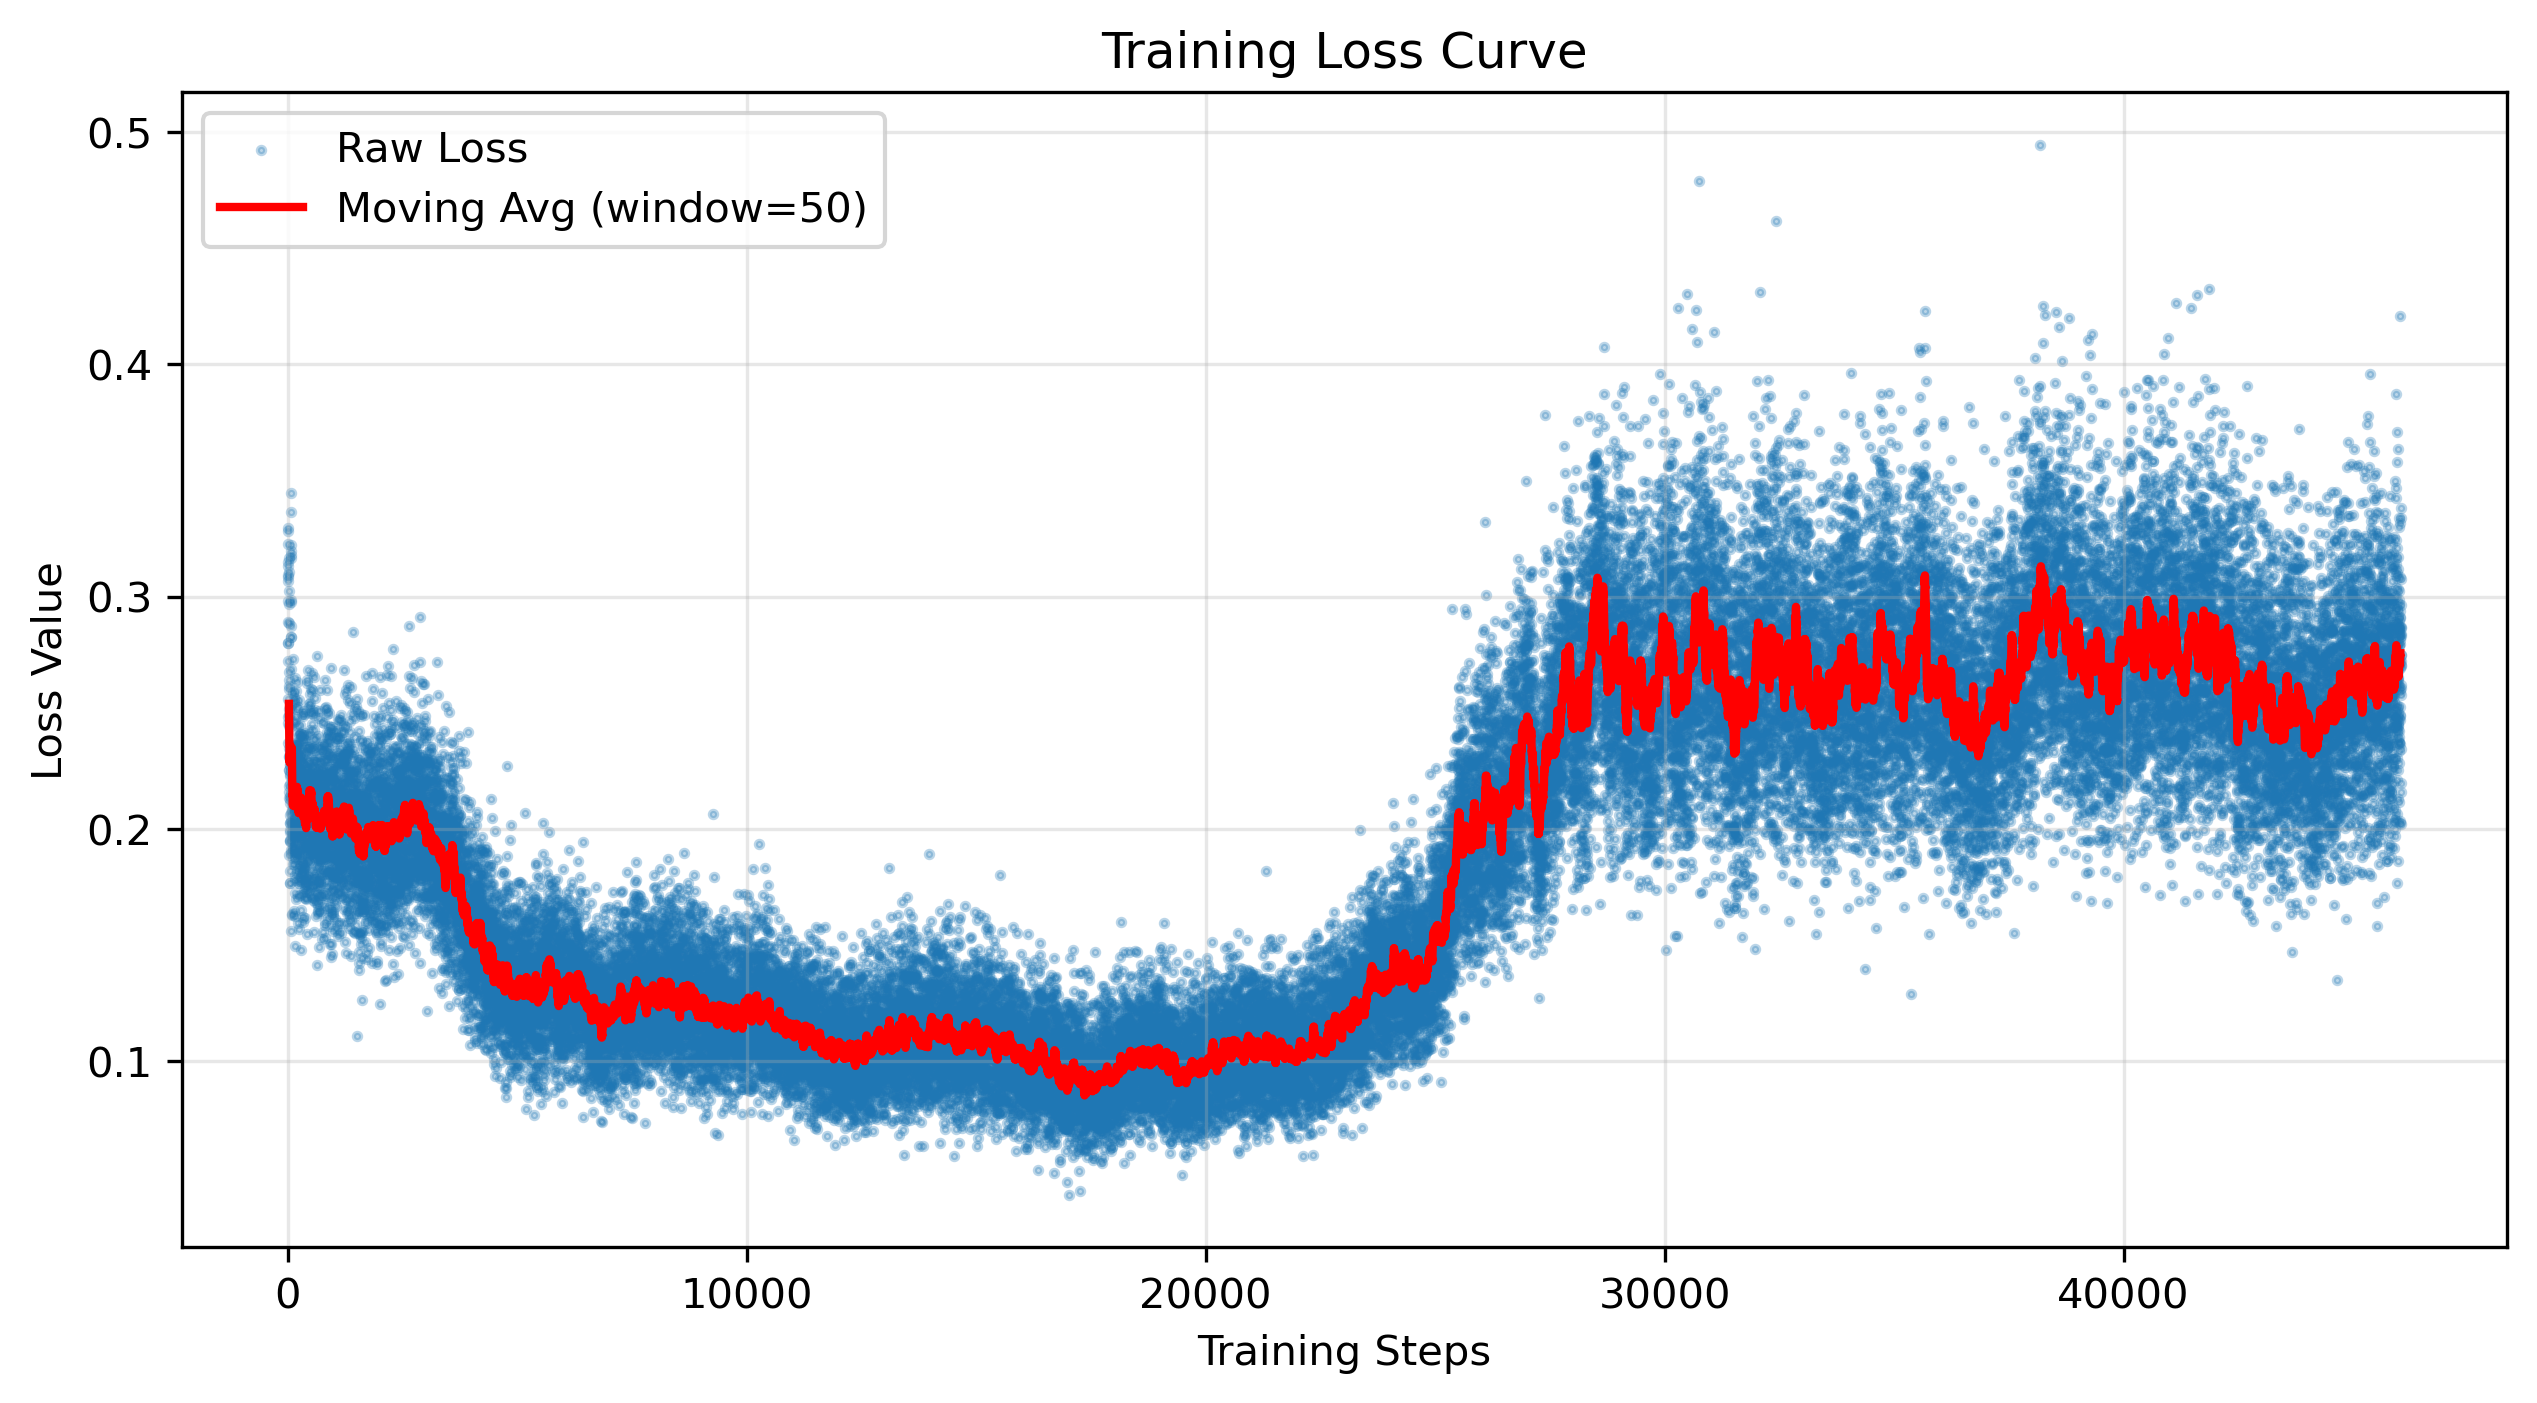 Training Loss Curve
Raw Loss
Moving Avg (window=50)
Loss Value
0.5
0.4
0.3
0.2
0.1
0
10000
20000
30000
40000
Training Steps